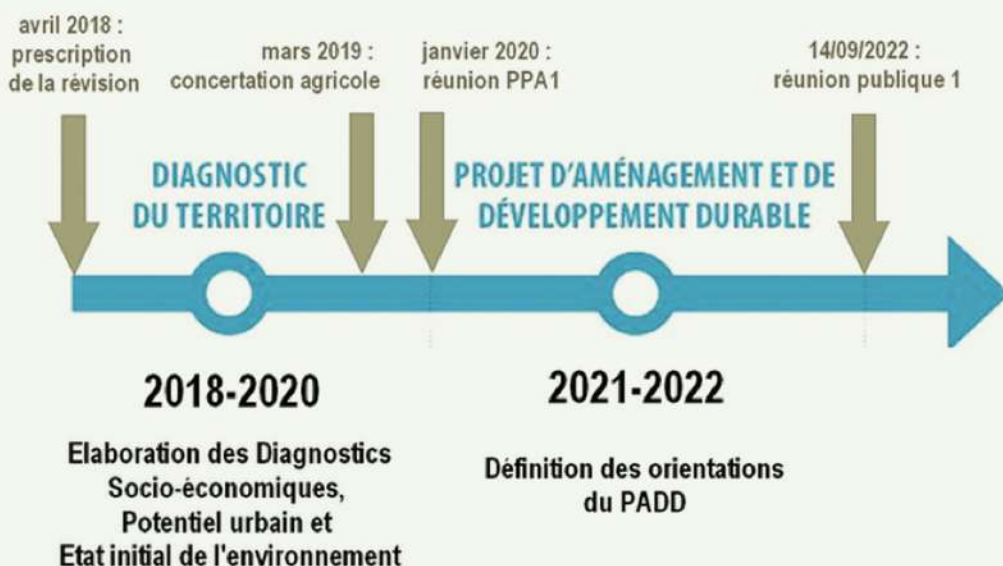 avril 2018 :
prescription
de la révision
mars 2019 :
concertation agricole
janvier 2020 :
réunion PPA1
14/09/2022 :
réunion publique 1
DIAGNOSTIC
DU TERRITOIRE
PROJET D'AMÉNAGEMENT ET DE
DÉVELOPPEMENT DURABLE
2018-2020
Elaboration des Diagnostics
Socio-économiques,
Potentiel urbain et
Etat initial de l'environnement
2021-2022
Définition des orientations
du PADD